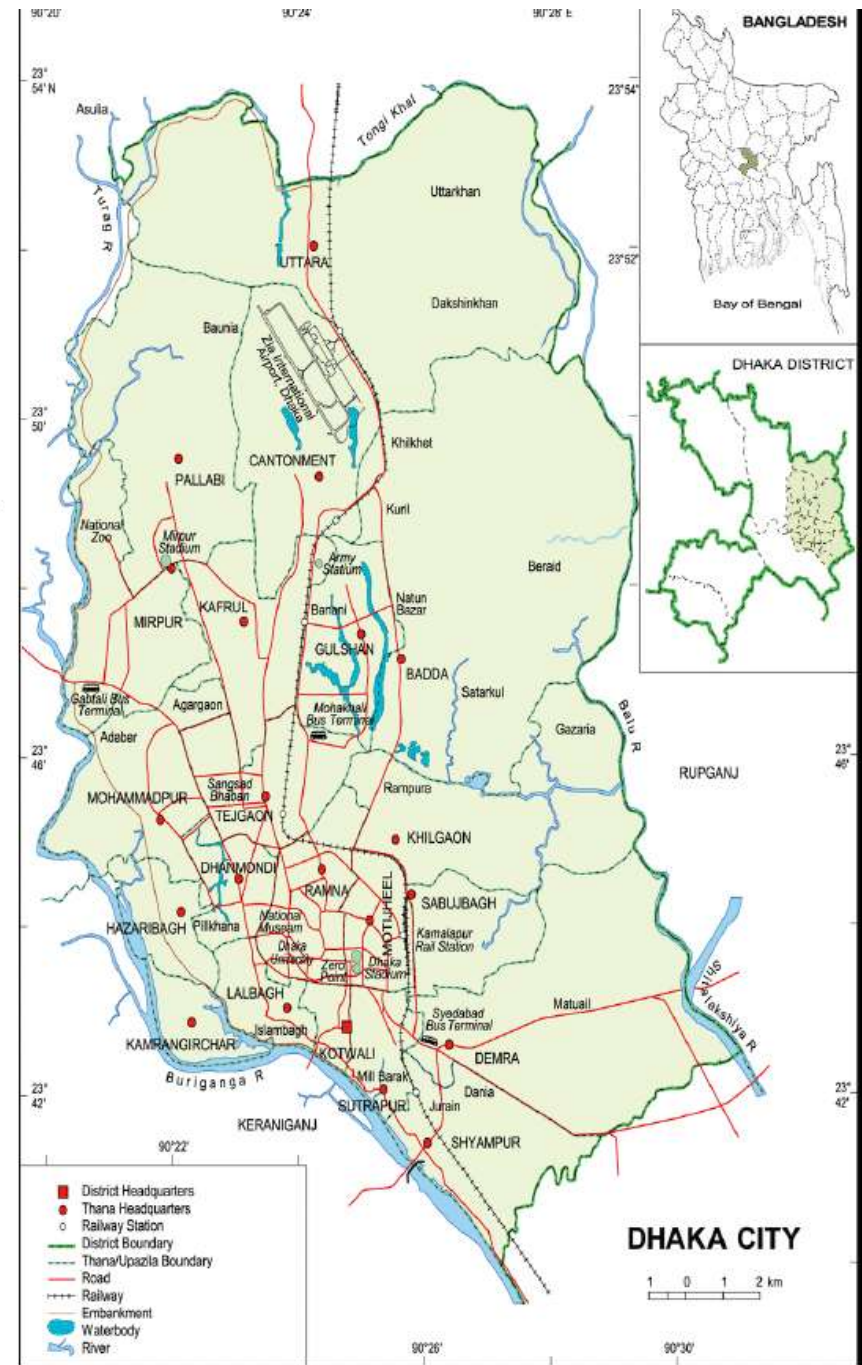 90°20'
90°24'
90°28' E
BANGLADESH
Bay of Bengal
DHAKA DISTRICT
23°
54' N
23°54'
Asulia
Tongi Khal
Turag R
Uttarkhan
UTTARA
23°52'
Dakshinkhan
Baunia
Zia International
Airport, Dhaka
23°
50'
Khilkhet
CANTONMENT
PALLABI
Kuril
National
Zoo
Mirpur
Stadium
Army
Statium
Beraid
Banani
Natun
Bazar
KAFRUL
MIRPUR
GULSHAN
BADDA
Satarkul
Gabtali Bus
Terminal
Agargaon
Mohakhali
Bus Terminal
Gazaria
Balu R
Adaber
23°
46'
23°
46'
RUPGANJ
Sangsad
Bhaban
Rampura
MOHAMMADPUR
TEJGAON
KHILGAON
DHANMONDI
RAMNA
MOTIJHEEL
SABUJBAGH
HAZARIBAGH
Pilkhana
National
Museam
Kamalapur
Rail Station
Dhaka
University
Zero
Point
Dhaka
Stadium
Shitalakshiya R
LALBAGH
Syedabad
Bus Terminal
Matuail
KAMRANGIRCHAR
Islambagh
KOTWALI
DEMRA
Buriganga R
Mill Barak
Dania
23°
42'
23°
42'
SUTRAPUR
Jurain
KERANIGANJ
SHYAMPUR
90°22'
District Headquarters
Thana Headquarters
Railway Station
District Boundary
Thana/Upazila Boundary
Road
Railway
Embankment
Waterbody
River
DHAKA CITY
1 0 1 2 km
90°26'
90°30'